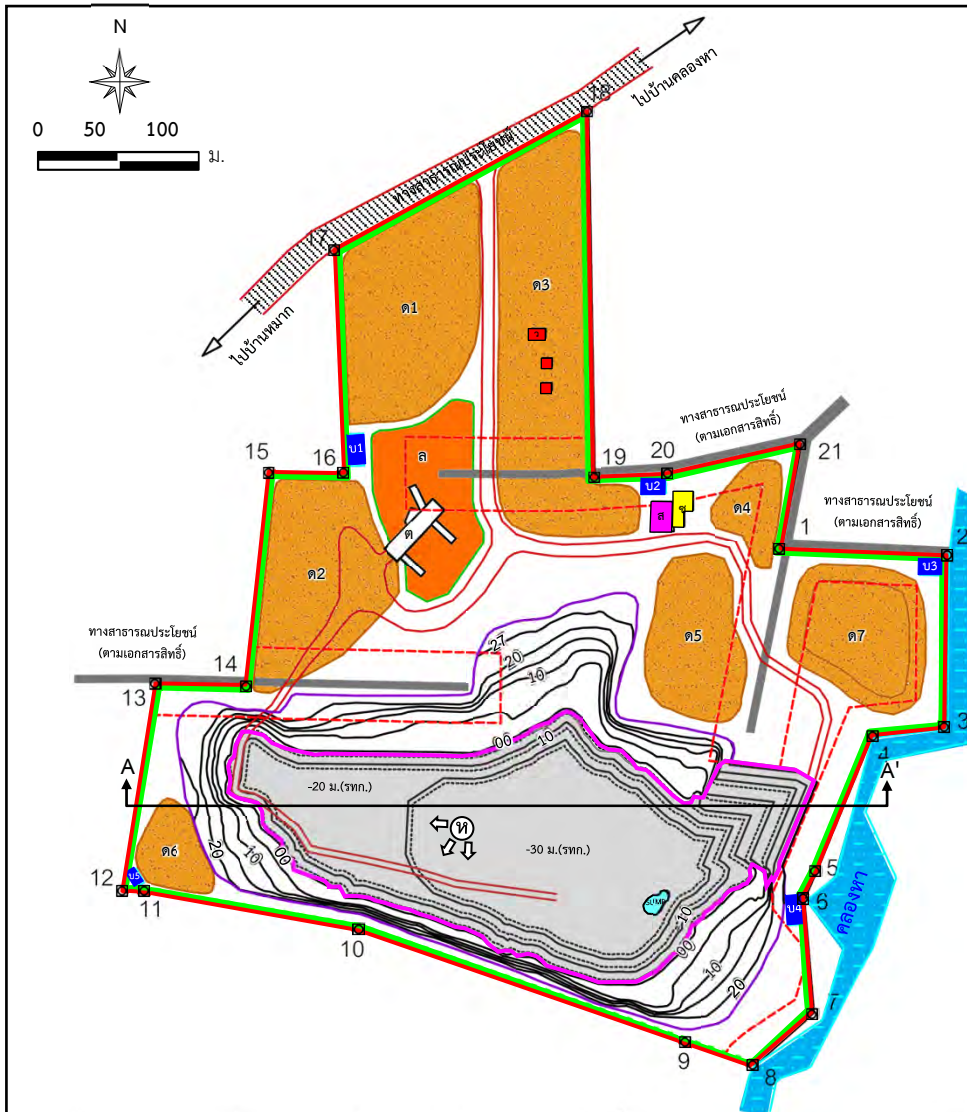 N
0 50 100
ม.
ไปบ้านคลองหา
18
ทางสาธารณประโยชน์
17
ไปบ้านหมาก
ด1
ด3
ว
ทางสาธารณประโยชน์
(ตามเอกสารสิทธิ์)
15
16
บ1
ล
19
20
21
บ2
ส
ช
ด4
ต
ทางสาธารณประโยชน์
(ตามเอกสารสิทธิ์)
1
2
บ3
ด2
ด5
ด7
27
20
10
ทางสาธารณประโยชน์
(ตามเอกสารสิทธิ์)
13
14
00
10
3
4
A
A'
-20 ม.(รทก.)
ห
-30 ม.(รทก.)
ด6
20
10
00
บ5
12
11
5
6
บ4
SUMP
คลองหา
10
10
00
10
20
7
9
8